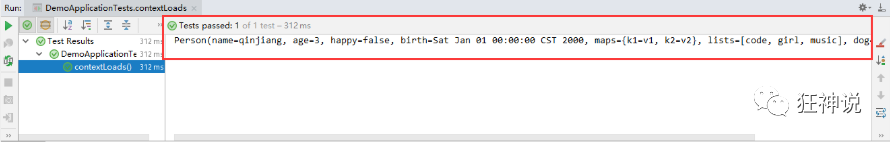 Run: DemoApplicationTests.contextLoads
Tests passed: 1 of 1 test – 312 ms
Test Results 312 ms
DemoApplicationTe 312 ms
contextLoads() 312 ms
Person(name=qinjiang, age=3, happy=false, birth=Sat Jan 01 00:00:00 CST 2000, maps={k1=v1, k2=v2}, lists=[code, girl, music], dog=
狂神说